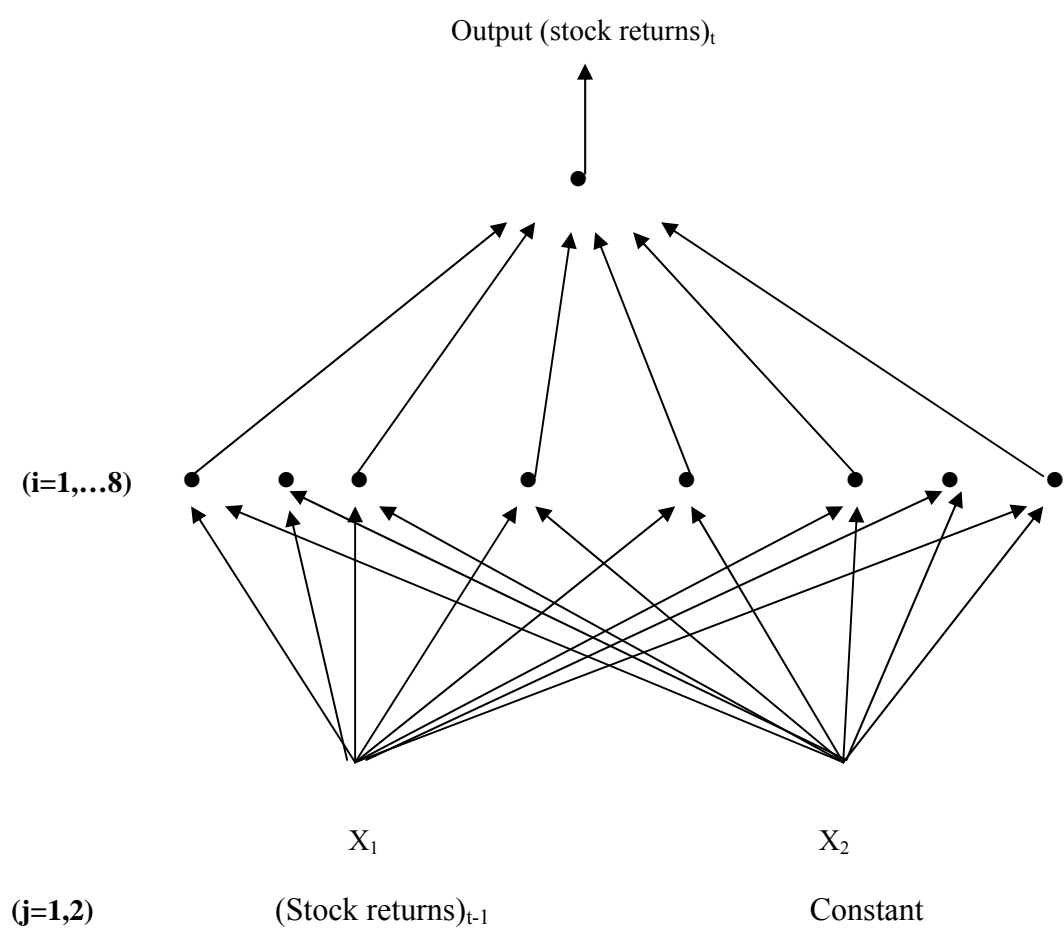 Output (stock returns)t
(i=1,…8)
X1 X2
(j=1,2) (Stock returns)t-1 Constant